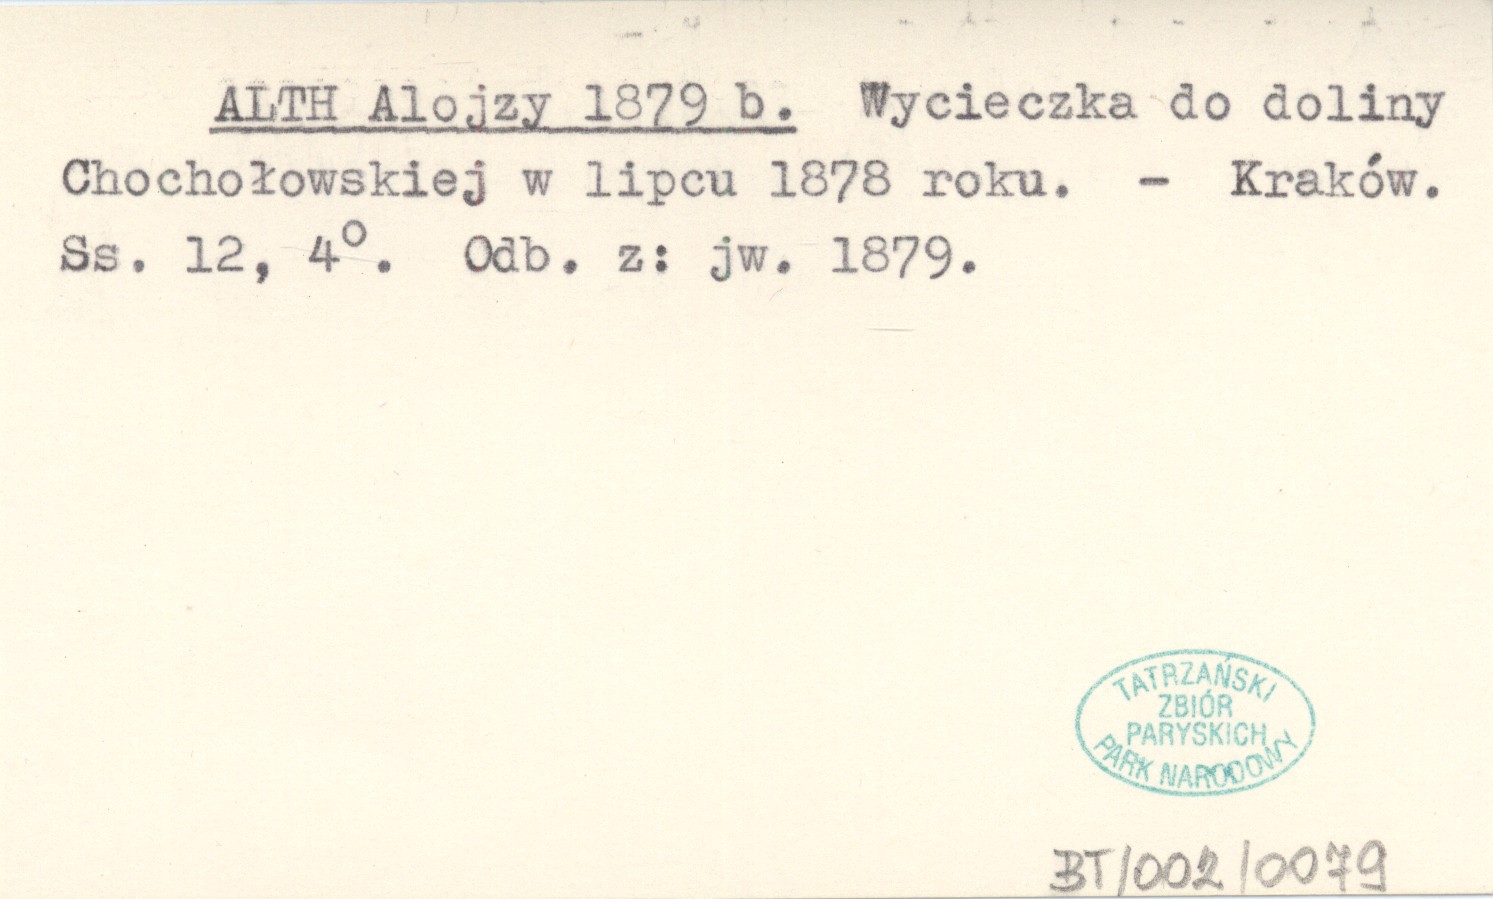 ALTH Alojzy 1879 b. Wycieczka do doliny
Chochołowskiej w lipcu 1878 roku. - Kraków.
Ss. 12, 4°. Odb. z: jw. 1879.
TATRZAŃSKI
ZBIÓR
PARYSKICH
PARK NARODOWY
BT/002/0079